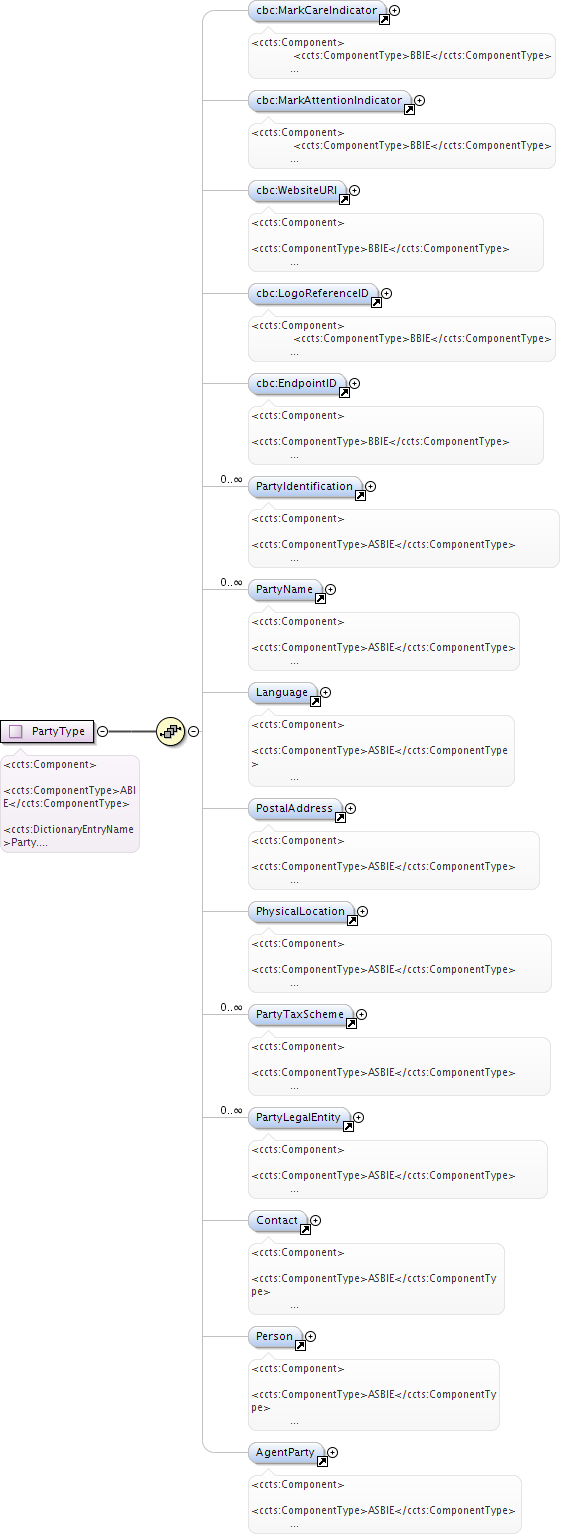 cbc:MarkCareIndicator
<ccts:Component>
<ccts:ComponentType>BBIE</ccts:ComponentType>
...
cbc:MarkAttentionIndicator
<ccts:Component>
<ccts:ComponentType>BBIE</ccts:ComponentType>
...
cbc:WebsiteURI
<ccts:Component>
<ccts:ComponentType>BBIE</ccts:ComponentType>
...
cbc:LogoReferenceID
<ccts:Component>
<ccts:ComponentType>BBIE</ccts:ComponentType>
...
cbc:EndpointID
<ccts:Component>
<ccts:ComponentType>BBIE</ccts:ComponentType>
...
0..∞
PartyIdentification
<ccts:Component>
<ccts:ComponentType>ASBIE</ccts:ComponentType>
...
0..∞
PartyName
<ccts:Component>
<ccts:ComponentType>ASBIE</ccts:ComponentType>
...
Language
<ccts:Component>
<ccts:ComponentType>ASBIE</ccts:ComponentType
>
...
PartyType
<ccts:Component>
<ccts:ComponentType>ABI
E</ccts:ComponentType>
<ccts:DictionaryEntryName
>Party....
PostalAddress
<ccts:Component>
<ccts:ComponentType>ASBIE</ccts:ComponentType>
...
PhysicalLocation
<ccts:Component>
<ccts:ComponentType>ASBIE</ccts:ComponentType>
...
0..∞
PartyTaxScheme
<ccts:Component>
<ccts:ComponentType>ASBIE</ccts:ComponentType>
...
0..∞
PartyLegalEntity
<ccts:Component>
<ccts:ComponentType>ASBIE</ccts:ComponentType>
...
Contact
<ccts:Component>
<ccts:ComponentType>ASBIE</ccts:ComponentTy
pe>
...
Person
<ccts:Component>
<ccts:ComponentType>ASBIE</ccts:ComponentTy
pe>
...
AgentParty
<ccts:Component>
<ccts:ComponentType>ASBIE</ccts:ComponentType>
...